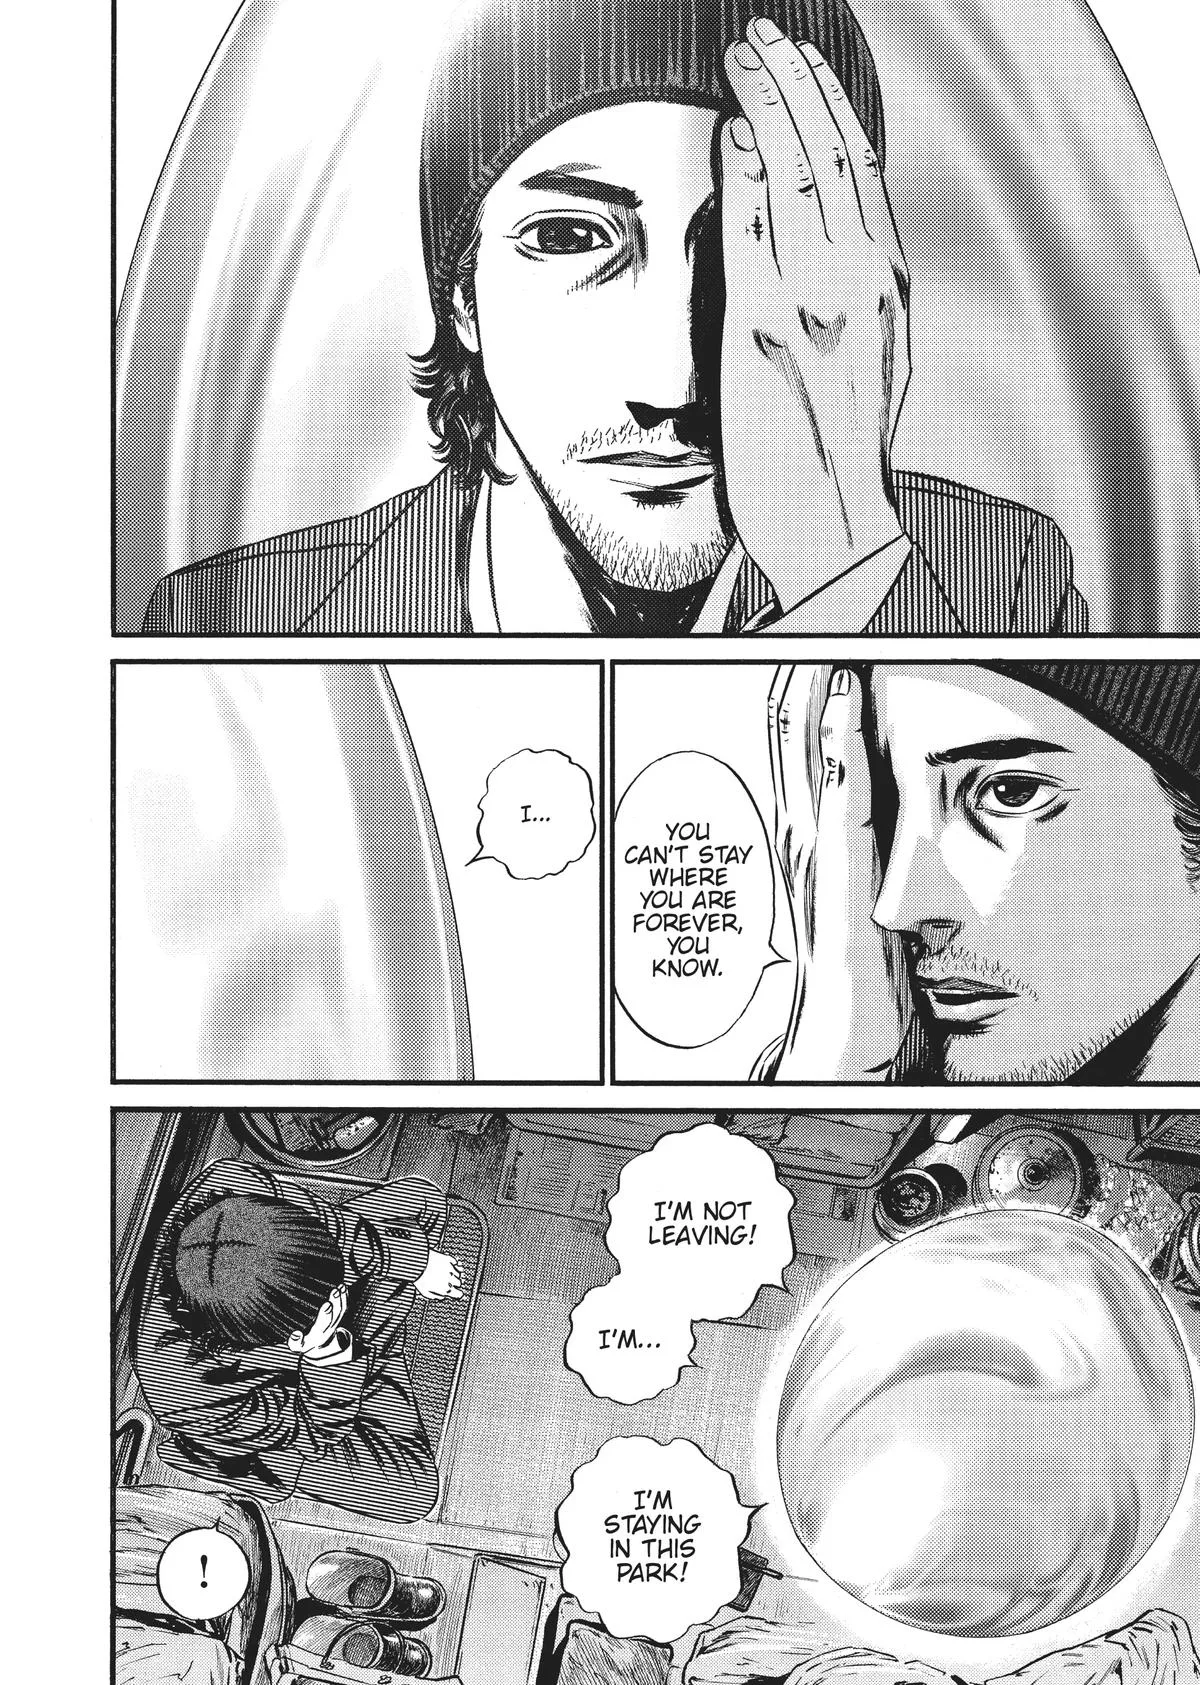 YOU
CAN'T STAY
WHERE
YOU ARE
FOREVER,
YOU
KNOW.
I...
I'M NOT
LEAVING!
I'M...
I'M
STAYING
IN THIS
PARK!
!